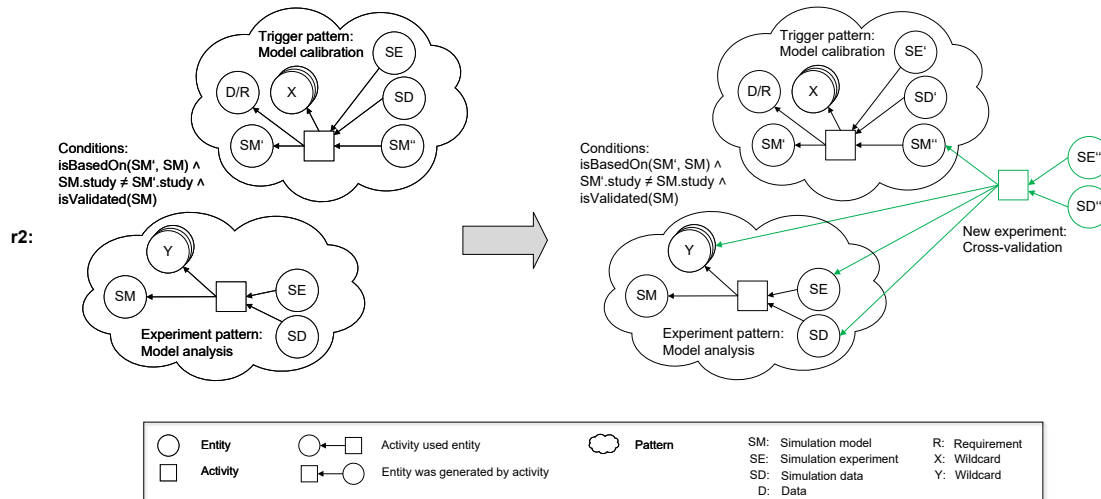 Trigger pattern:
Model calibration
SE
D/R
X
SD
SM‘
SM‘‘
Conditions:
isBasedOn(SM‘, SM) ∧
SM.study ≠ SM‘.study ∧
isValidated(SM)
r2:
Y
SM
SE
SD
Experiment pattern:
Model analysis
Trigger pattern:
Model calibration
SE‘
D/R
X
SD‘
SM‘
SM‘‘
Conditions:
isBasedOn(SM‘, SM) ∧
SM‘.study ≠ SM.study ∧
isValidated(SM)
SE‘‘
SD‘‘
New experiment:
Cross-validation
Y
SM
SE
SD
Experiment pattern:
Model analysis
Entity
Activity
Activity used entity
Entity was generated by activity
Pattern
SM: Simulation model
SE: Simulation experiment
SD: Simulation data
D: Data
R: Requirement
X: Wildcard
Y: Wildcard